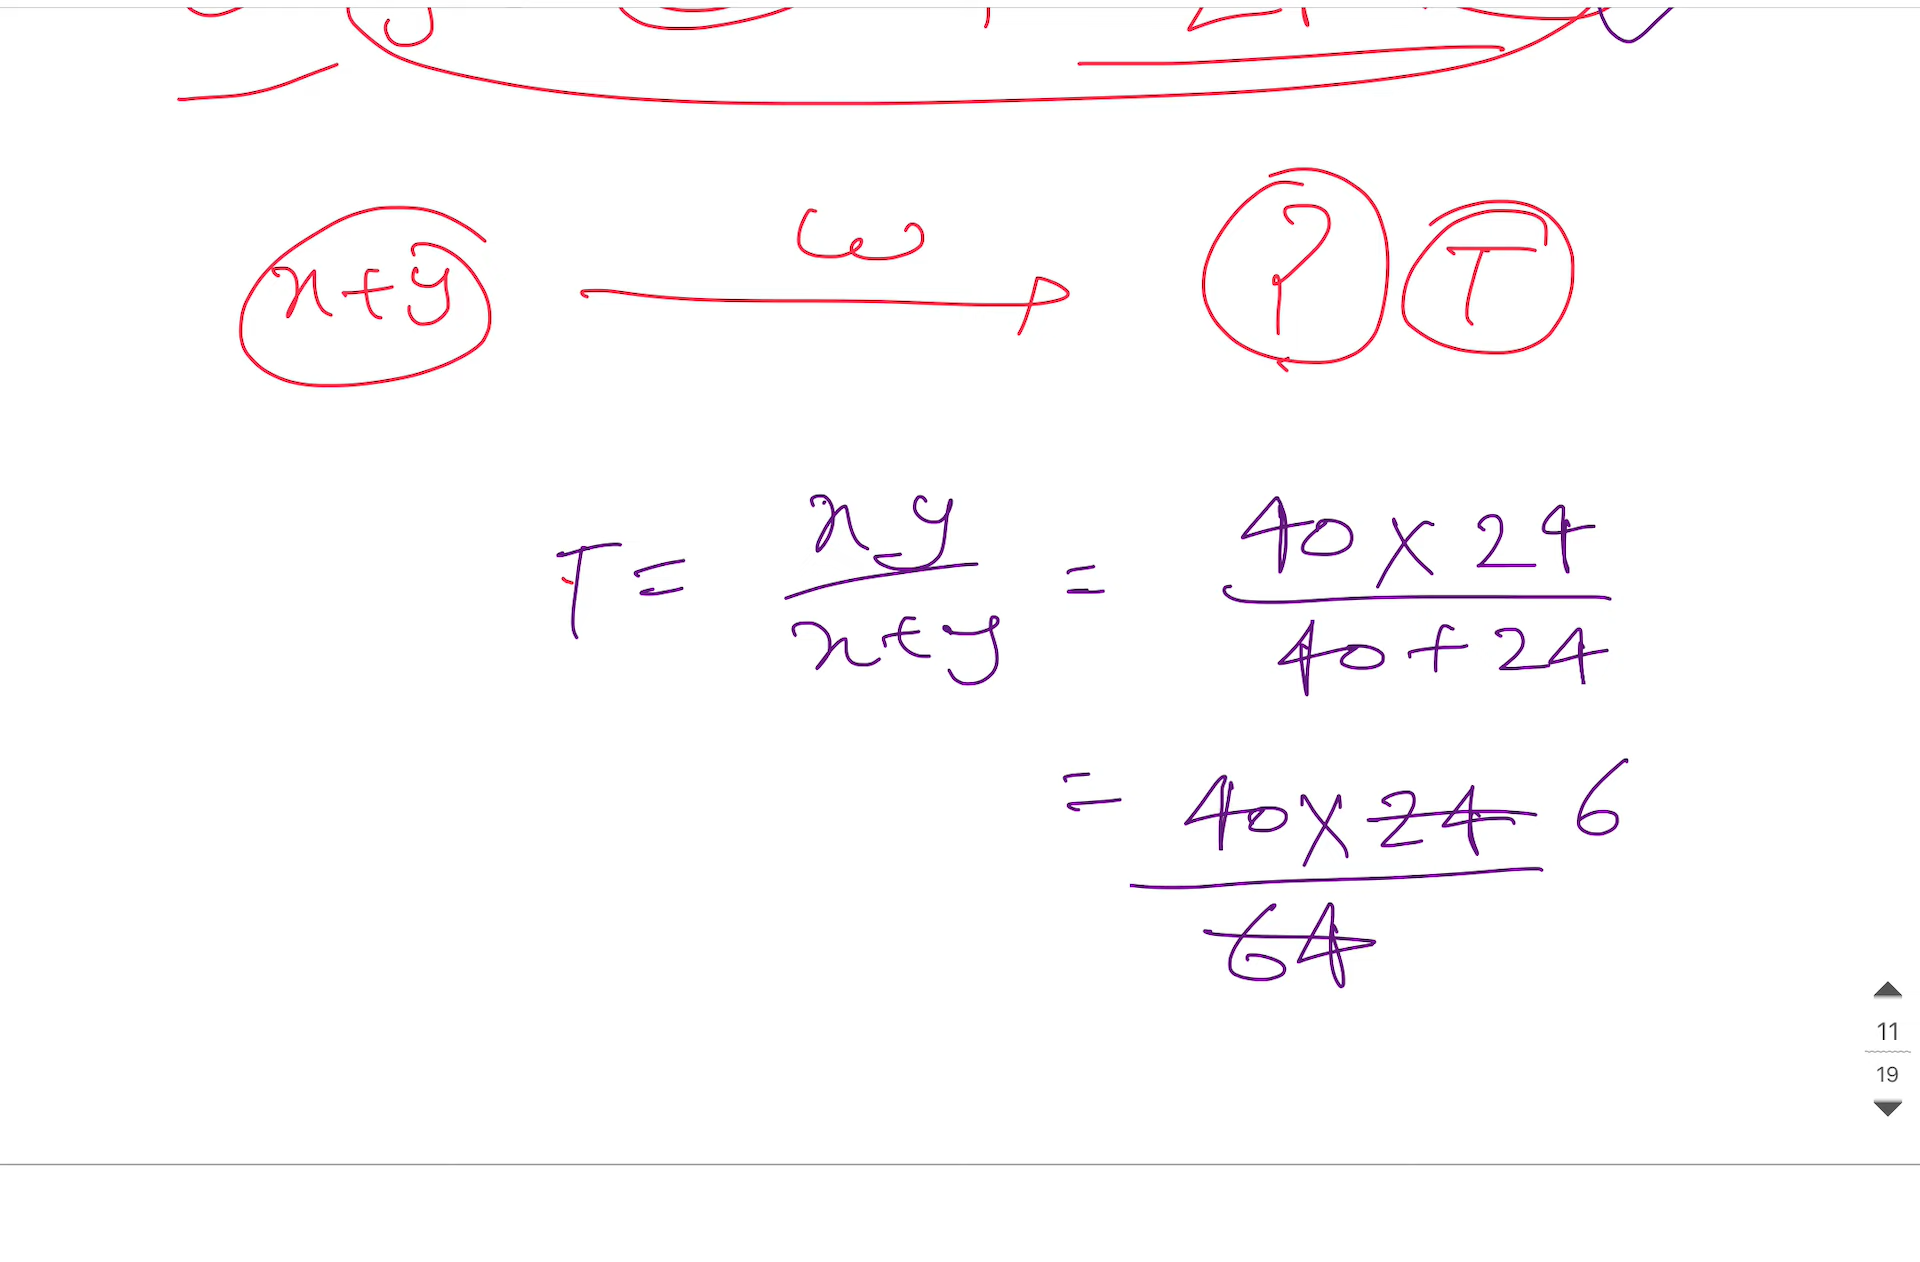 x+y ω ? T
T = xy/x+y = 40 × 24/40 + 24
= 40 × 24 6/64
11
19